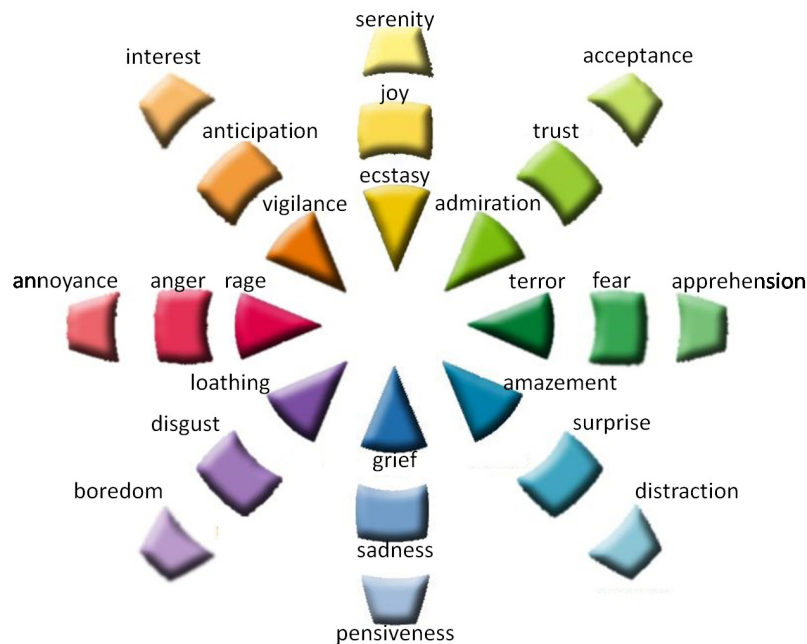 serenity
interest
acceptance
joy
anticipation
trust
ecstasy
vigilance
admiration
annoyance
anger
rage
terror
fear
apprehension
loathing
amazement
disgust
surprise
grief
boredom
distraction
sadness
pensiveness